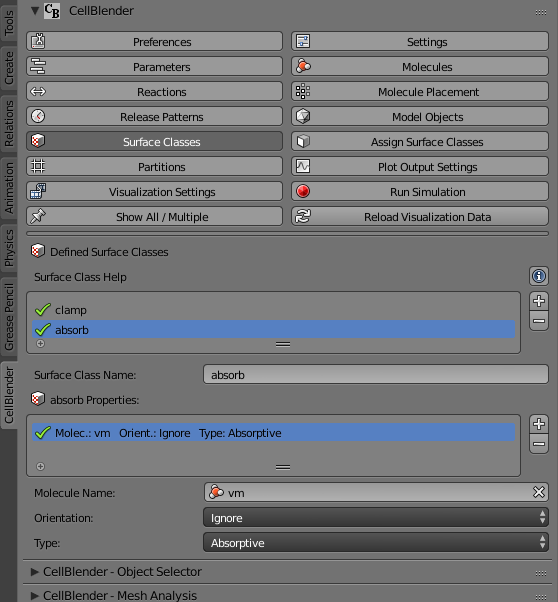 Tools
Create
Relations
Animation
Physics
Grease Pencil
CellBlender
CB CellBlender
Preferences Settings
Parameters Molecules
Reactions Molecule Placement
Release Patterns Model Objects
Surface Classes Assign Surface Classes
Partitions Plot Output Settings
Visualization Settings Run Simulation
Show All / Multiple Reload Visualization Data
Defined Surface Classes
Surface Class Help
clamp
absorb
Surface Class Name: absorb
absorb Properties:
Molec.: vm Orient.: Ignore Type: Absorptive
Molecule Name: vm
Orientation: Ignore
Type: Absorptive
CellBlender - Object Selector
CellBlender - Mesh Analysis